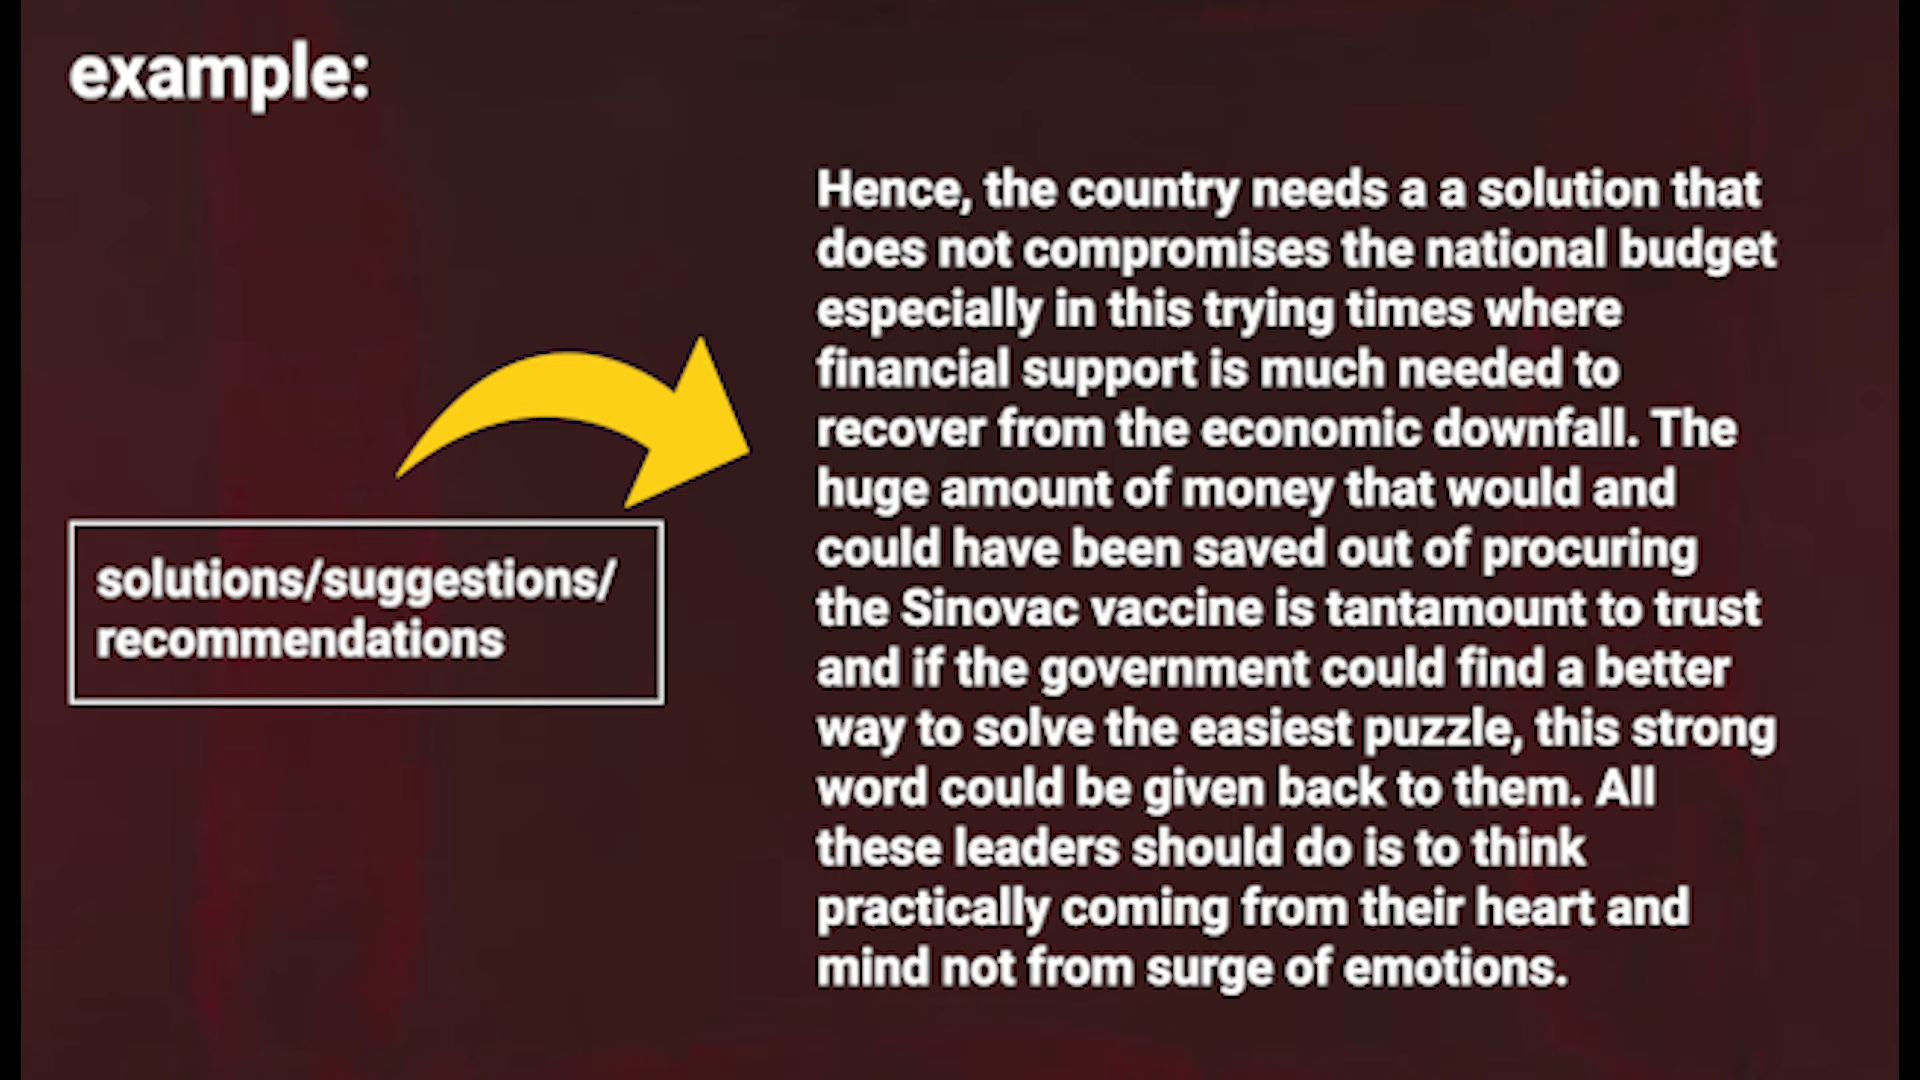 example:
solutions/suggestions/
recommendations
Hence, the country needs a a solution that
does not compromises the national budget
especially in this trying times where
financial support is much needed to
recover from the economic downfall. The
huge amount of money that would and
could have been saved out of procuring
the Sinovac vaccine is tantamount to trust
and if the government could find a better
way to solve the easiest puzzle, this strong
word could be given back to them. All
these leaders should do is to think
practically coming from their heart and
mind not from surge of emotions.